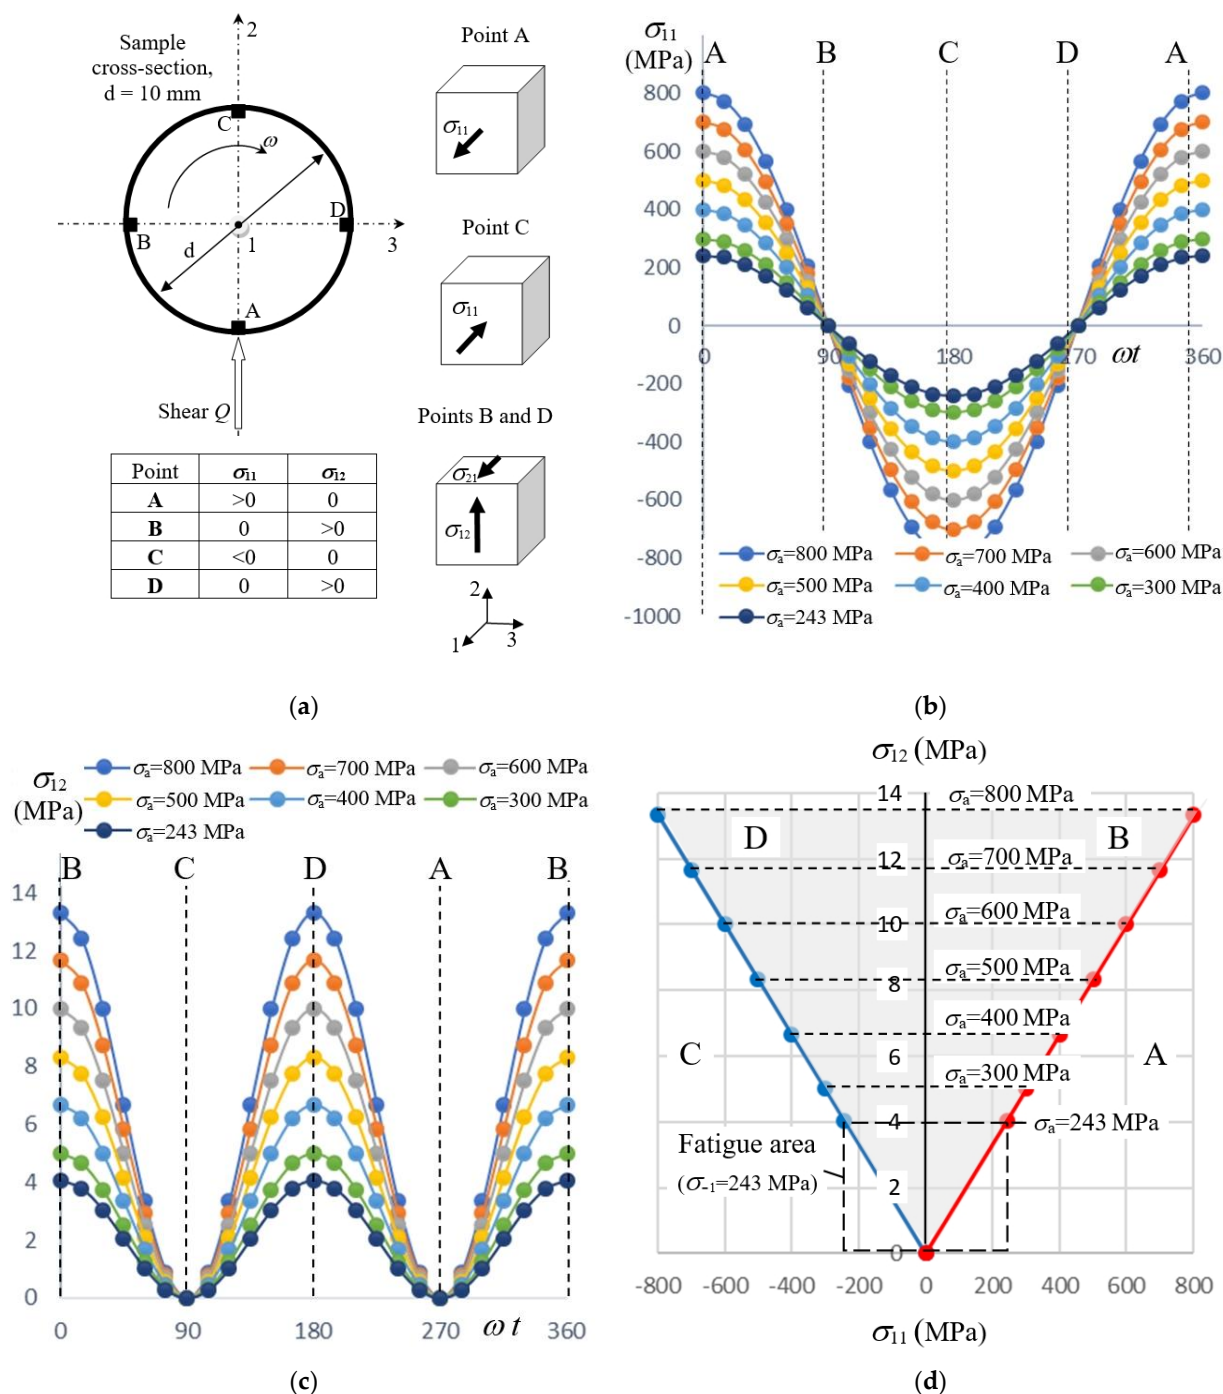 Sample
cross-section,
d = 10 mm
2
C
ω
B
D
d
1
3
A
Shear Q
Point σ11 σ12
A >0 0
B 0 >0
C <0 0
D 0 >0
Point A
σ11
Point C
σ11
Points B and D
σ21
σ12
2
1
3
(a)
σ11
(MPa)
A B C D A
800
600
400
200
0
-200
-400
-600
-800
-1000
0 90 180 270 ωt 360
σa=800 MPa σa=700 MPa σa=600 MPa
σa=500 MPa σa=400 MPa σa=300 MPa
σa=243 MPa
(b)
σ12
(MPa)
σa=800 MPa σa=700 MPa σa=600 MPa
σa=500 MPa σa=400 MPa σa=300 MPa
σa=243 MPa
B C D A B
14
12
10
8
6
4
2
0
0 90 180 270 ωt 360
(c)
σ12 (MPa)
14 σa=800 MPa
D B
12 σa=700 MPa
10 σa=600 MPa
8 σa=500 MPa
6 σa=400 MPa
C A
σa=300 MPa
4 σa=243 MPa
Fatigue area
(σ-1=243 MPa)
2
0
-800 -600 -400 -200 0 200 400 600 800
σ11 (MPa)
(d)